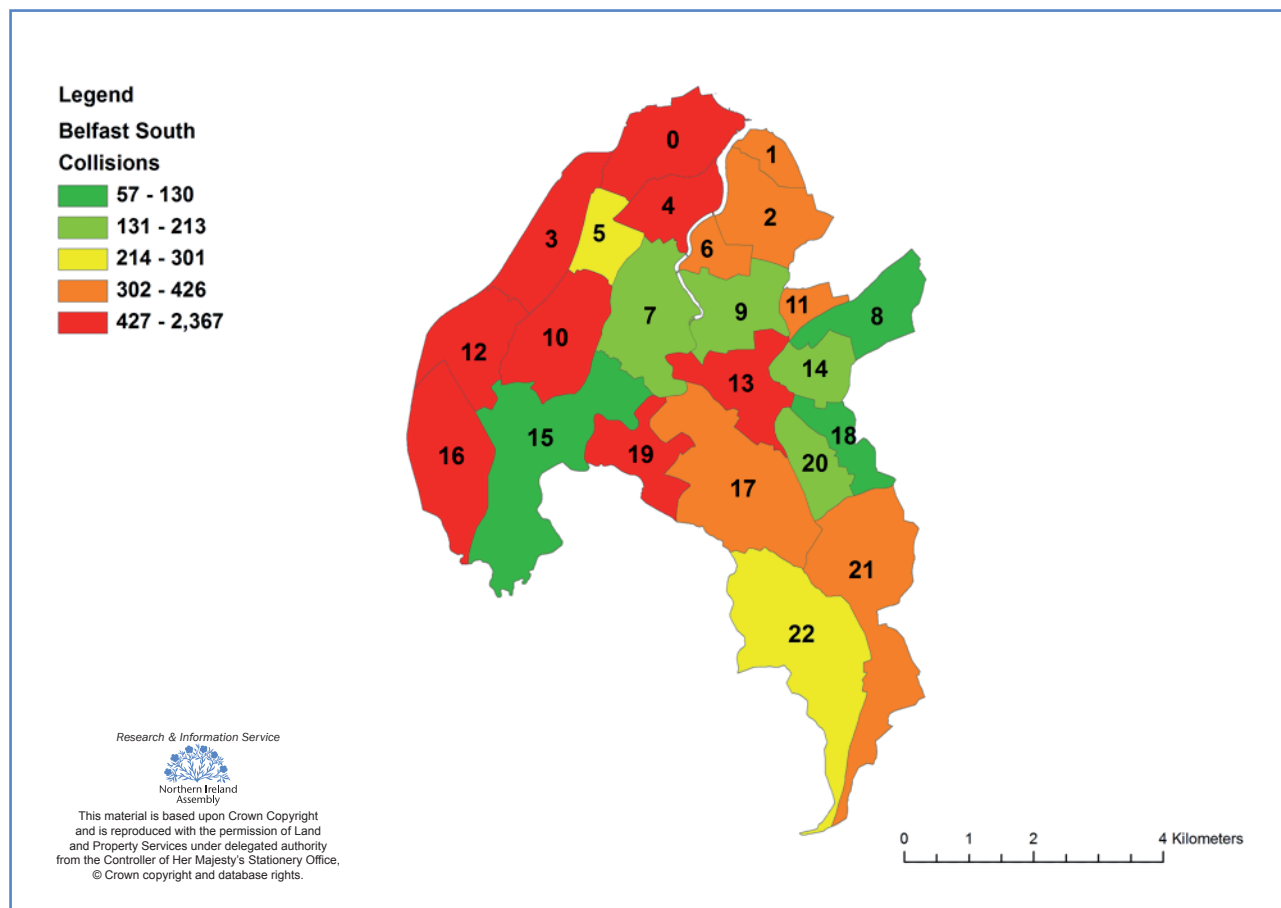 Legend
Belfast South
Collisions
57 - 130
131 - 213
214 - 301
302 - 426
427 - 2,367
0
1
2
3
4
5
6
7
8
9
10
11
12
13
14
15
16
17
18
19
20
21
22
Research & Information Service
Northern Ireland
Assembly
This material is based upon Crown Copyright
and is reproduced with the permission of Land
and Property Services under delegated authority
from the Controller of Her Majesty's Stationery Office,
© Crown copyright and database rights.
0 1 2 4 Kilometers